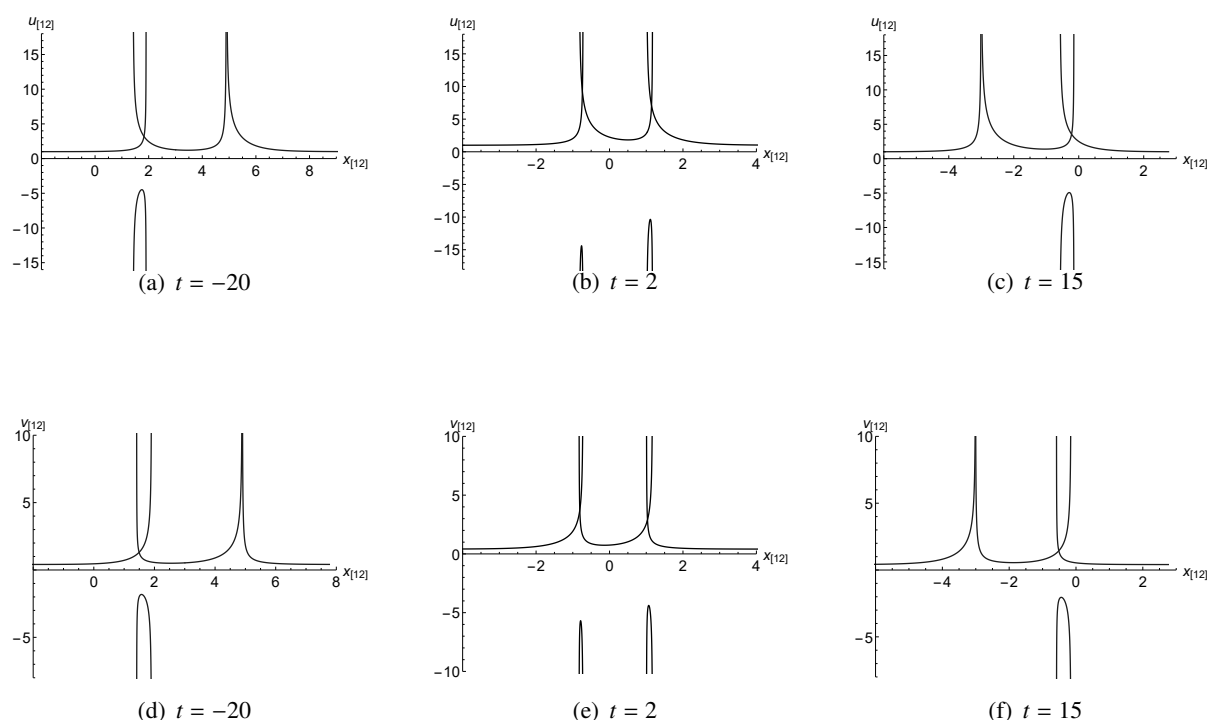 u[12]
15
10
5
0
−5
−10
−15
0 2 4 6 8
x[12]
(a) t = −20
u[12]
15
10
5
0
−5
−10
−15
−2 0 2 4
x[12]
(b) t = 2
u[12]
15
10
5
0
−5
−10
−15
−4 −2 0 2
x[12]
(c) t = 15
v[12]
10
5
−5
0 2 4 6 8
x[12]
(d) t = −20
v[12]
10
5
0
−5
−10
−2 0 2 4
x[12]
(e) t = 2
v[12]
10
5
−5
−4 −2 0 2
x[12]
(f) t = 15